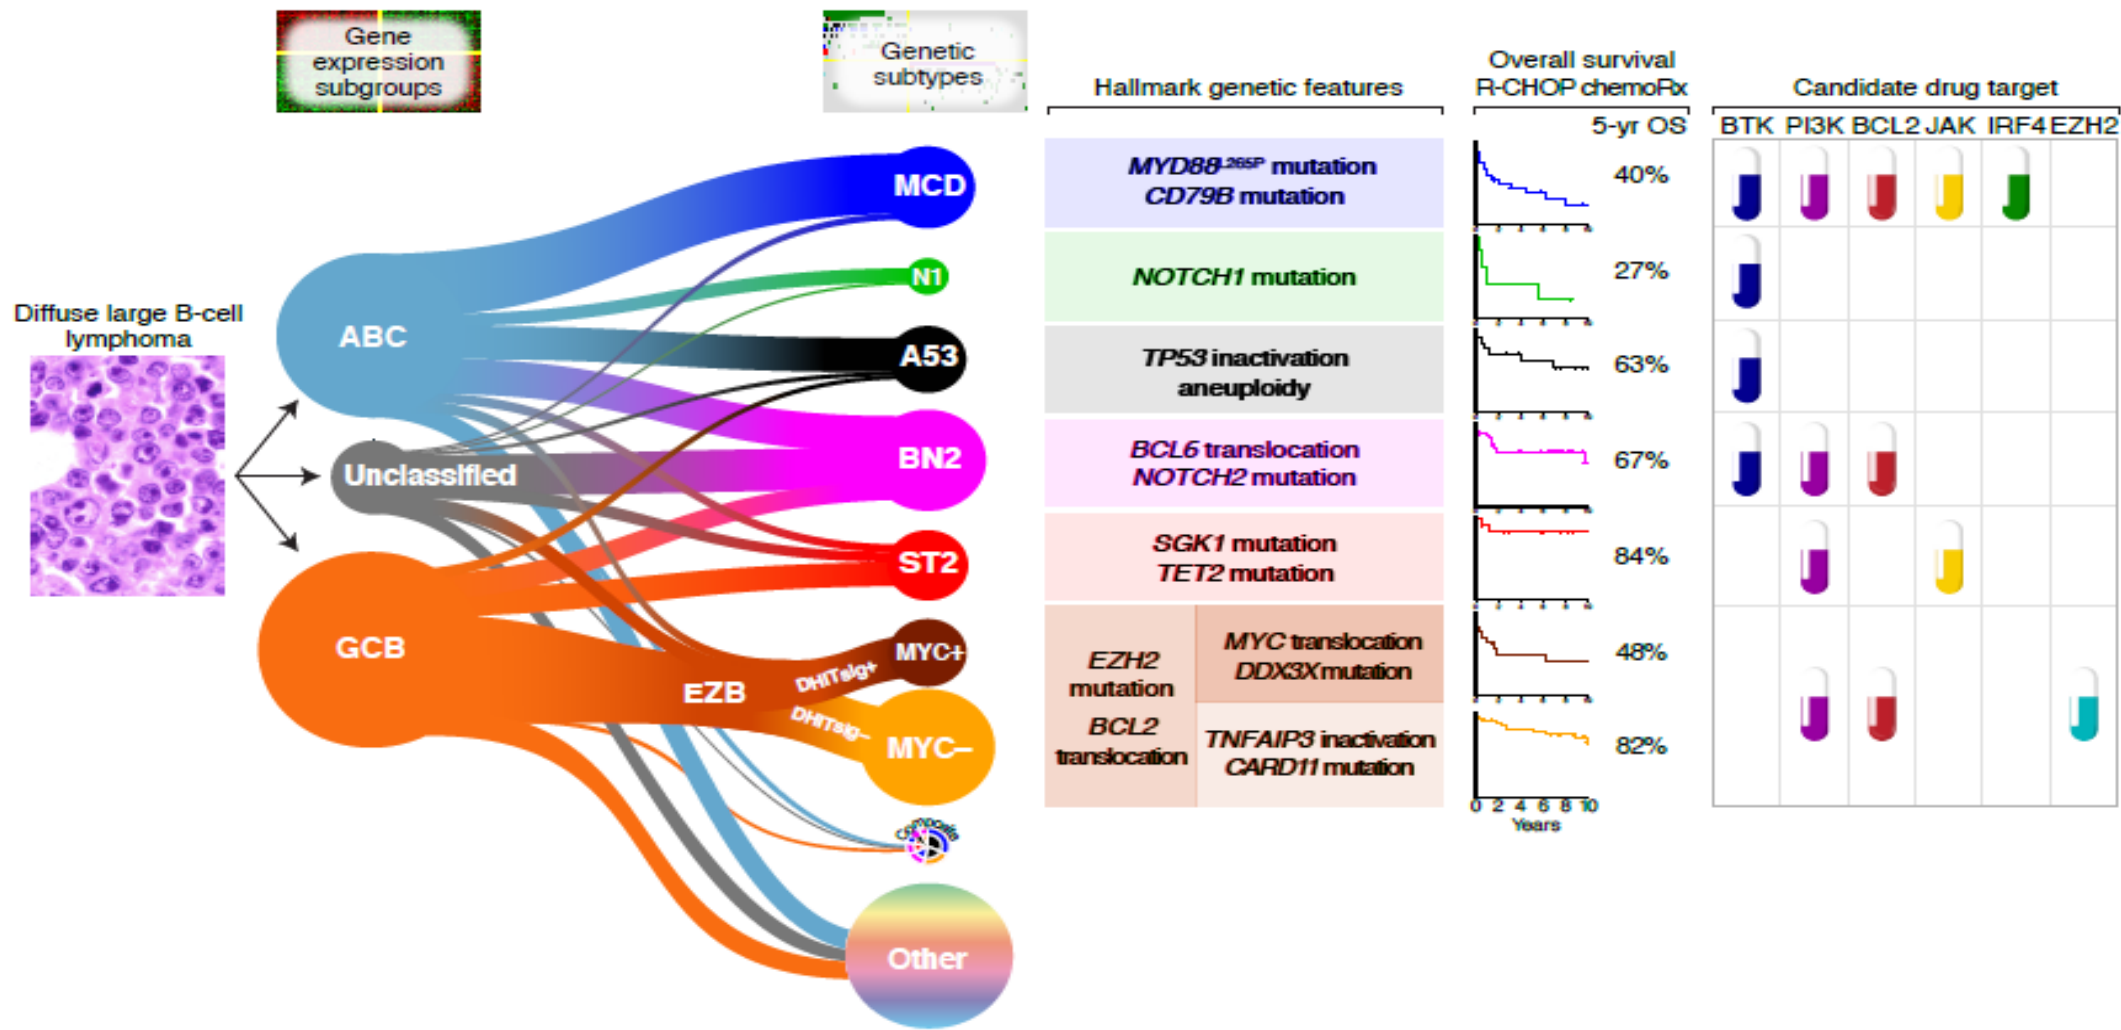 Gene
expression
subgroups
Genetic
subtypes
Hallmark genetic features
Overall survival
R-CHOP chemoRx
5-yr OS
Candidate drug target
BTK PI3K BCL2 JAK IRF4 EZH2
Diffuse large B-cell
lymphoma
ABC
Unclassified
GCB
EZB
DHITsig+
DHITsig–
MCD
N1
A53
BN2
ST2
MYC+
MYC–
Composite
Other
MYD88L265P mutation
CD79B mutation
40%
NOTCH1 mutation
27%
TP53 inactivation
aneuploidy
63%
BCL6 translocation
NOTCH2 mutation
67%
SGK1 mutation
TET2 mutation
84%
EZH2
mutation
BCL2
translocation
MYC translocation
DDX3X mutation
48%
TNFAIP3 inactivation
CARD11 mutation
82%
0 2 4 6 8 10
Years